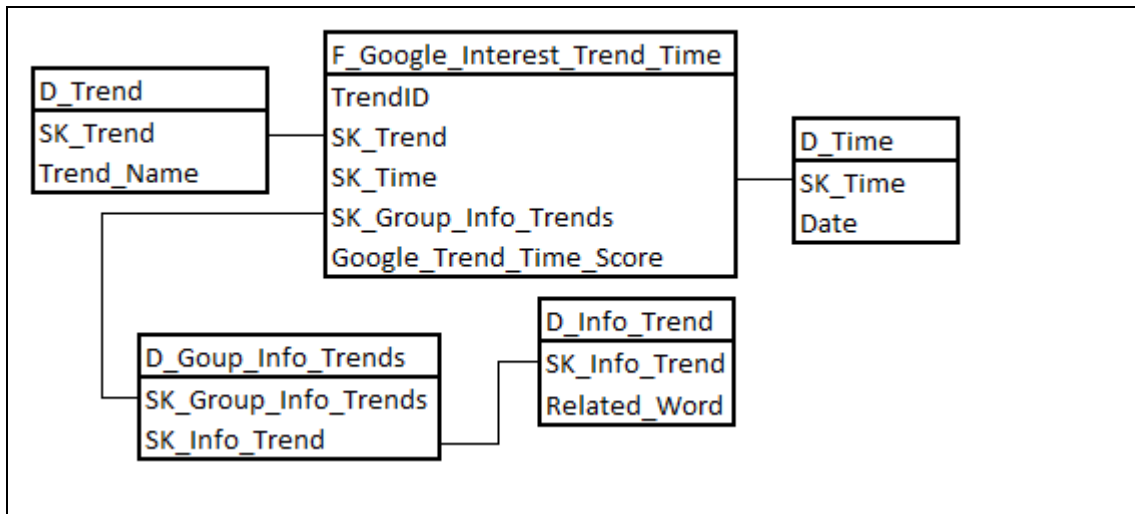 D_Trend
SK_Trend
Trend_Name
F_Google_Interest_Trend_Time
TrendID
SK_Trend
SK_Time
SK_Group_Info_Trends
Google_Trend_Time_Score
D_Time
SK_Time
Date
D_Goup_Info_Trends
SK_Group_Info_Trends
SK_Info_Trend
D_Info_Trend
SK_Info_Trend
Related_Word